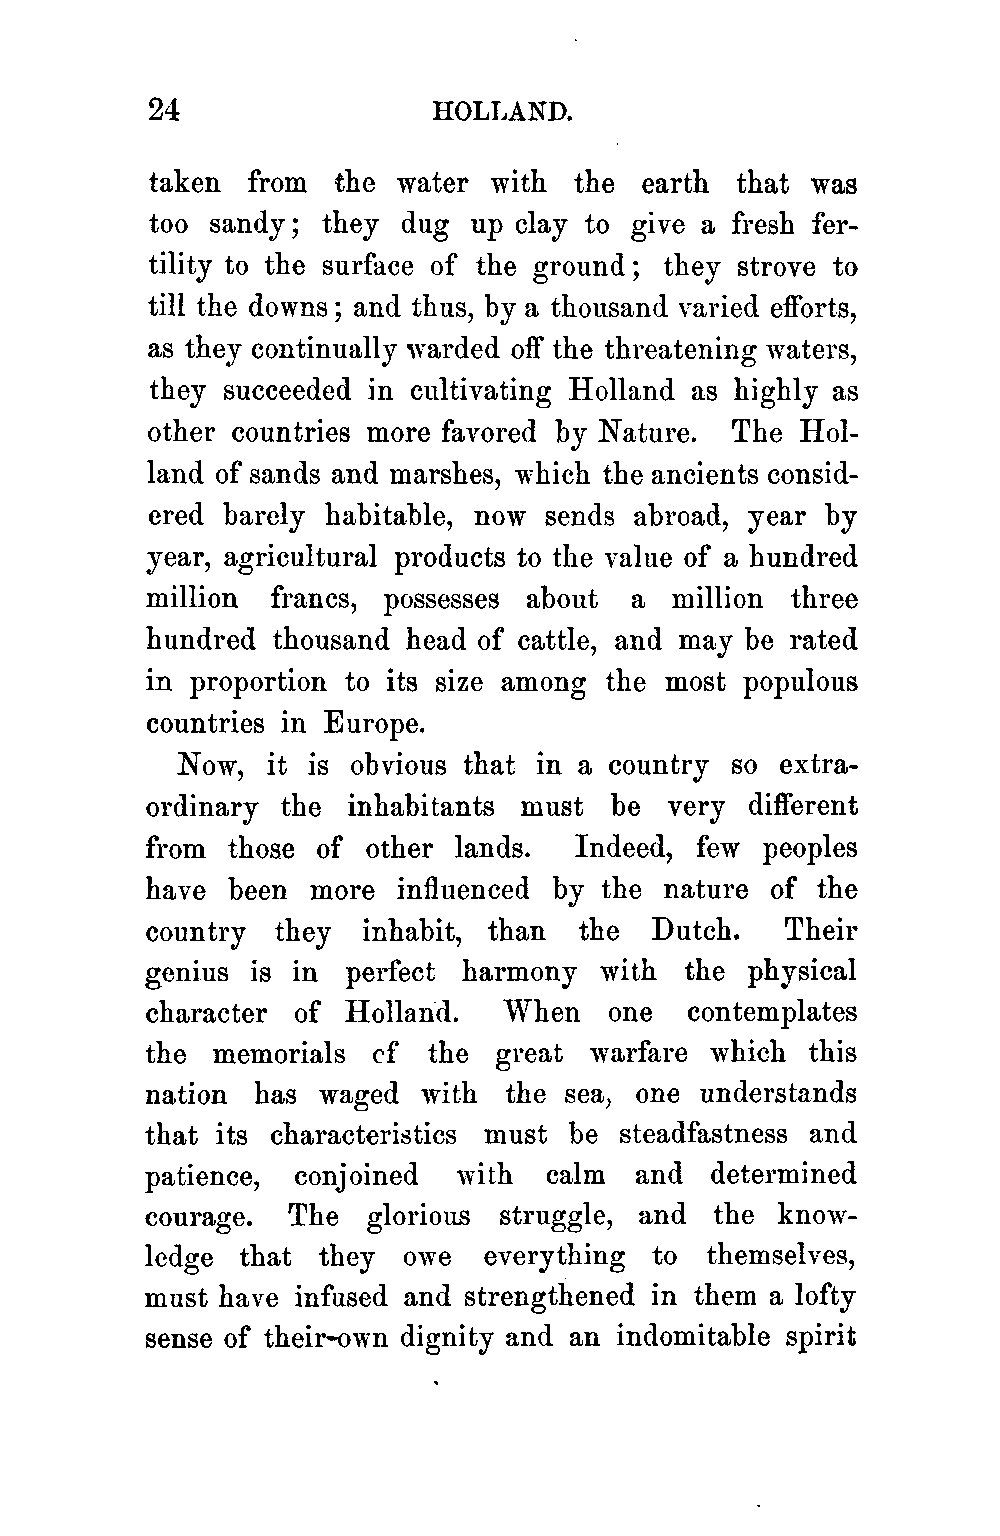 24 HOLLAND.
taken from the water with the earth that was
too sandy; they dug up clay to give a fresh fer-
tility to the surface of the ground; they strove to
till the downs; and thus, by a thousand varied efforts,
as they continually warded off the threatening waters,
they succeeded in cultivating Holland as highly as
other countries more favored by Nature. The Hol-
land of sands and marshes, which the ancients consid-
ered barely habitable, now sends abroad, year by
year, agricultural products to the value of a hundred
million francs, possesses about a million three
hundred thousand head of cattle, and may be rated
in proportion to its size among the most populous
countries in Europe.
Now, it is obvious that in a country so extra-
ordinary the inhabitants must be very different
from those of other lands. Indeed, few peoples
have been more influenced by the nature of the
country they inhabit, than the Dutch. Their
genius is in perfect harmony with the physical
character of Holland. When one contemplates
the memorials of the great warfare which this
nation has waged with the sea, one understands
that its characteristics must be steadfastness and
patience, conjoined with calm and determined
courage. The glorious struggle, and the know-
ledge that they owe everything to themselves,
must have infused and strengthened in them a lofty
sense of their own dignity and an indomitable spirit